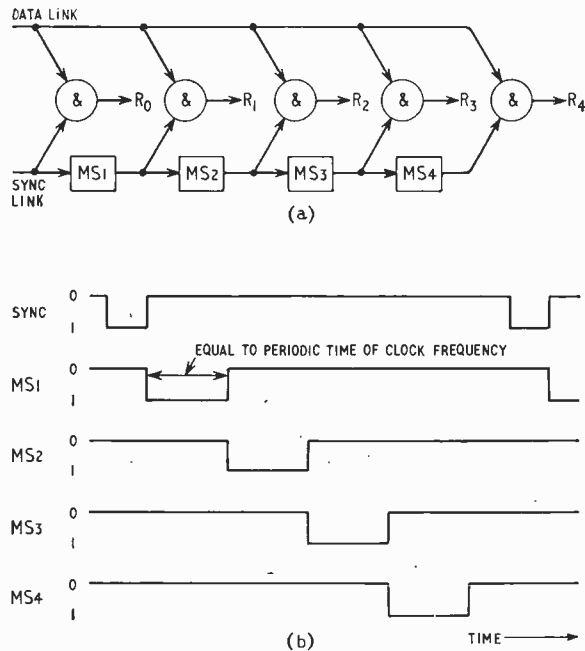 DATA LINK
& R0 & R1 & R2 & R3 & R4
MS1 MS2 MS3 MS4
SYNC
LINK
(a)
SYNC 0
1
EQUAL TO PERIODIC TIME OF CLOCK FREQUENCY
MS1 0
1
MS2 0
1
MS3 0
1
MS4 0
1
(b) TIME